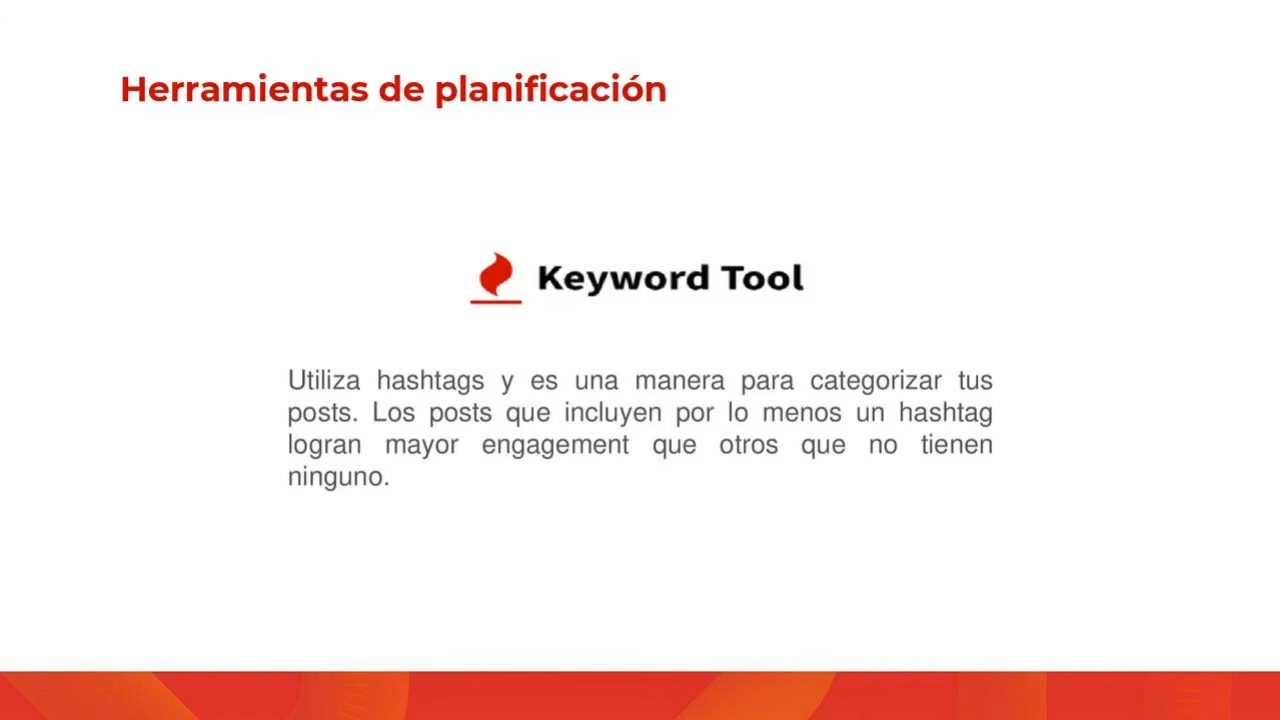 Herramientas de planificación
Keyword Tool
Utiliza hashtags y es una manera para categorizar tus
posts. Los posts que incluyen por lo menos un hashtag
logran mayor engagement que otros que no tienen
ninguno.